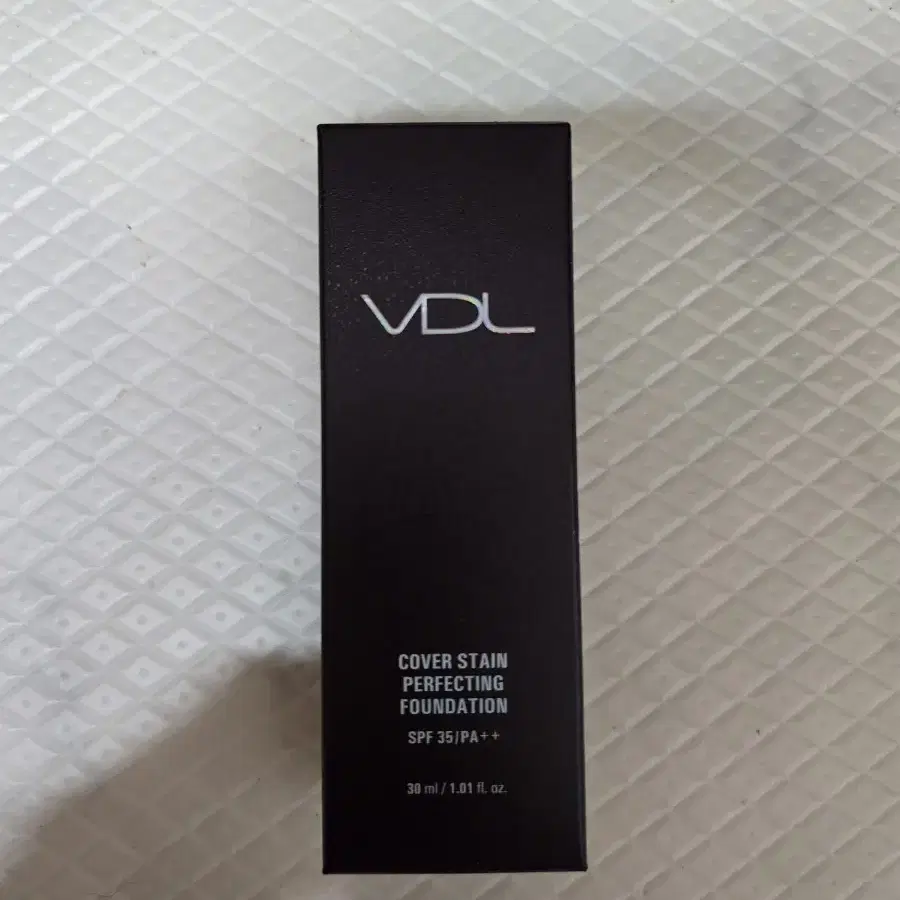 VDL
COVER STAIN
PERFECTING
FOUNDATION
SPF 35/PA++
30 ml / 1.01 fl. oz.